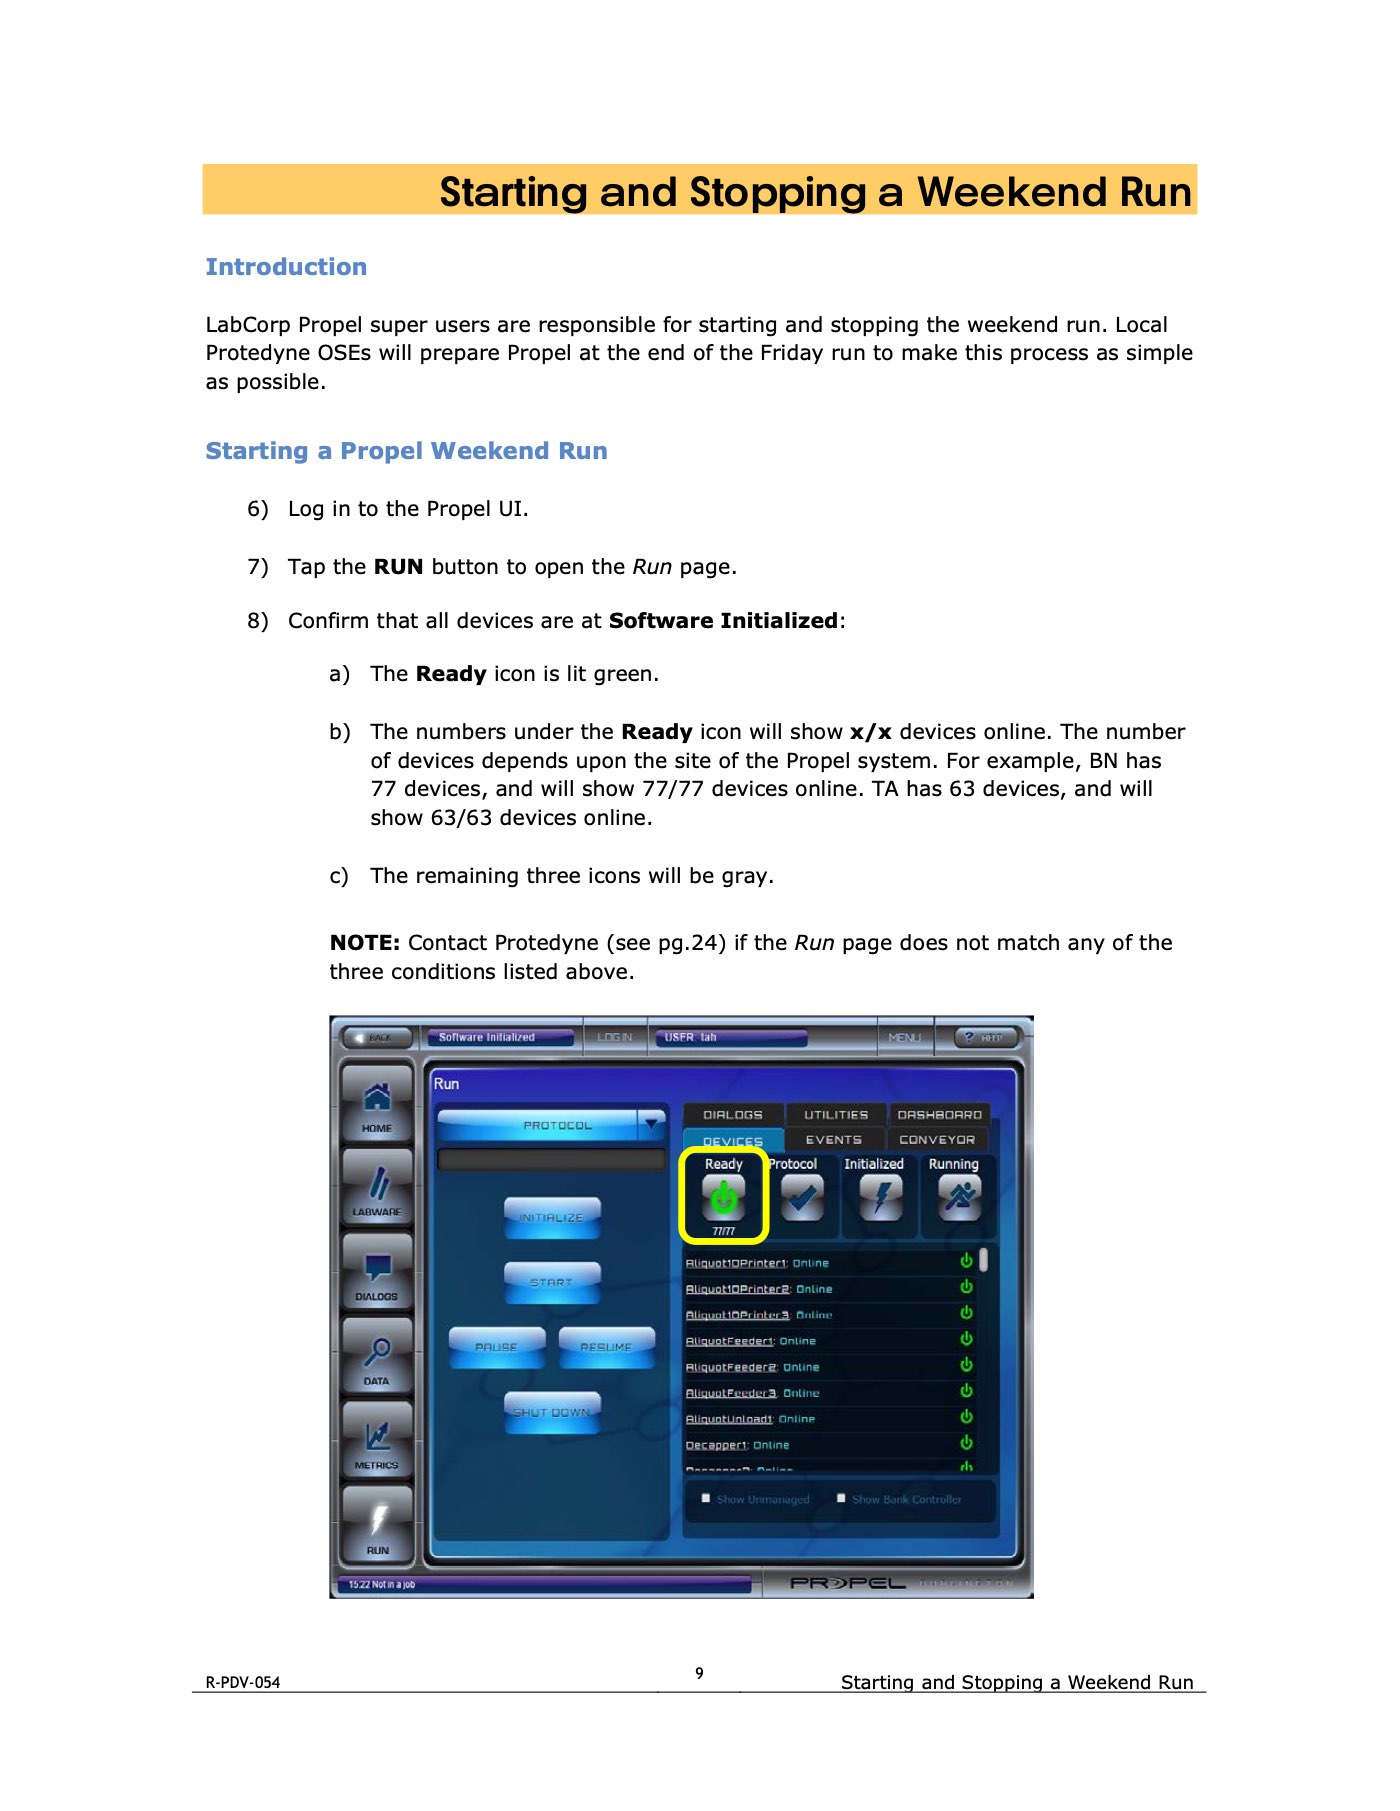 Starting and Stopping a Weekend Run
Introduction
LabCorp Propel super users are responsible for starting and stopping the weekend run. Local
Protedyne OSEs will prepare Propel at the end of the Friday run to make this process as simple
as possible.
Starting a Propel Weekend Run
6) Log in to the Propel UI.
7) Tap the RUN button to open the Run page.
8) Confirm that all devices are at Software Initialized:
a) The Ready icon is lit green.
b) The numbers under the Ready icon will show x/x devices online. The number
of devices depends upon the site of the Propel system. For example, BN has
77 devices, and will show 77/77 devices online. TA has 63 devices, and will
show 63/63 devices online.
c) The remaining three icons will be gray.
NOTE: Contact Protedyne (see pg.24) if the Run page does not match any of the
three conditions listed above.
BACK Software Initialized LOG IN USER: lab MENU ? HELP
Run
HOME
LABWARE
DIALOGS
DATA
METRICS
RUN
PROTOCOL
INITIALIZE
START
PAUSE RESUME
SHUT DOWN
DIALOGS UTILITIES DASHBOARD
DEVICES EVENTS CONVEYOR
Ready Protocol Initialized Running
77/77
Aliquot1DPrinter1: Online
Aliquot1DPrinter2: Online
Aliquot1DPrinter3: Online
AliquotFeeder1: Online
AliquotFeeder2: Online
AliquotFeeder3: Online
AliquotUnload1: Online
Decapper1: Online
Show Unmanaged Show Bank Controller
15:22 Not in a job PROPEL BURLINGTON
R-PDV-054 9 Starting and Stopping a Weekend Run